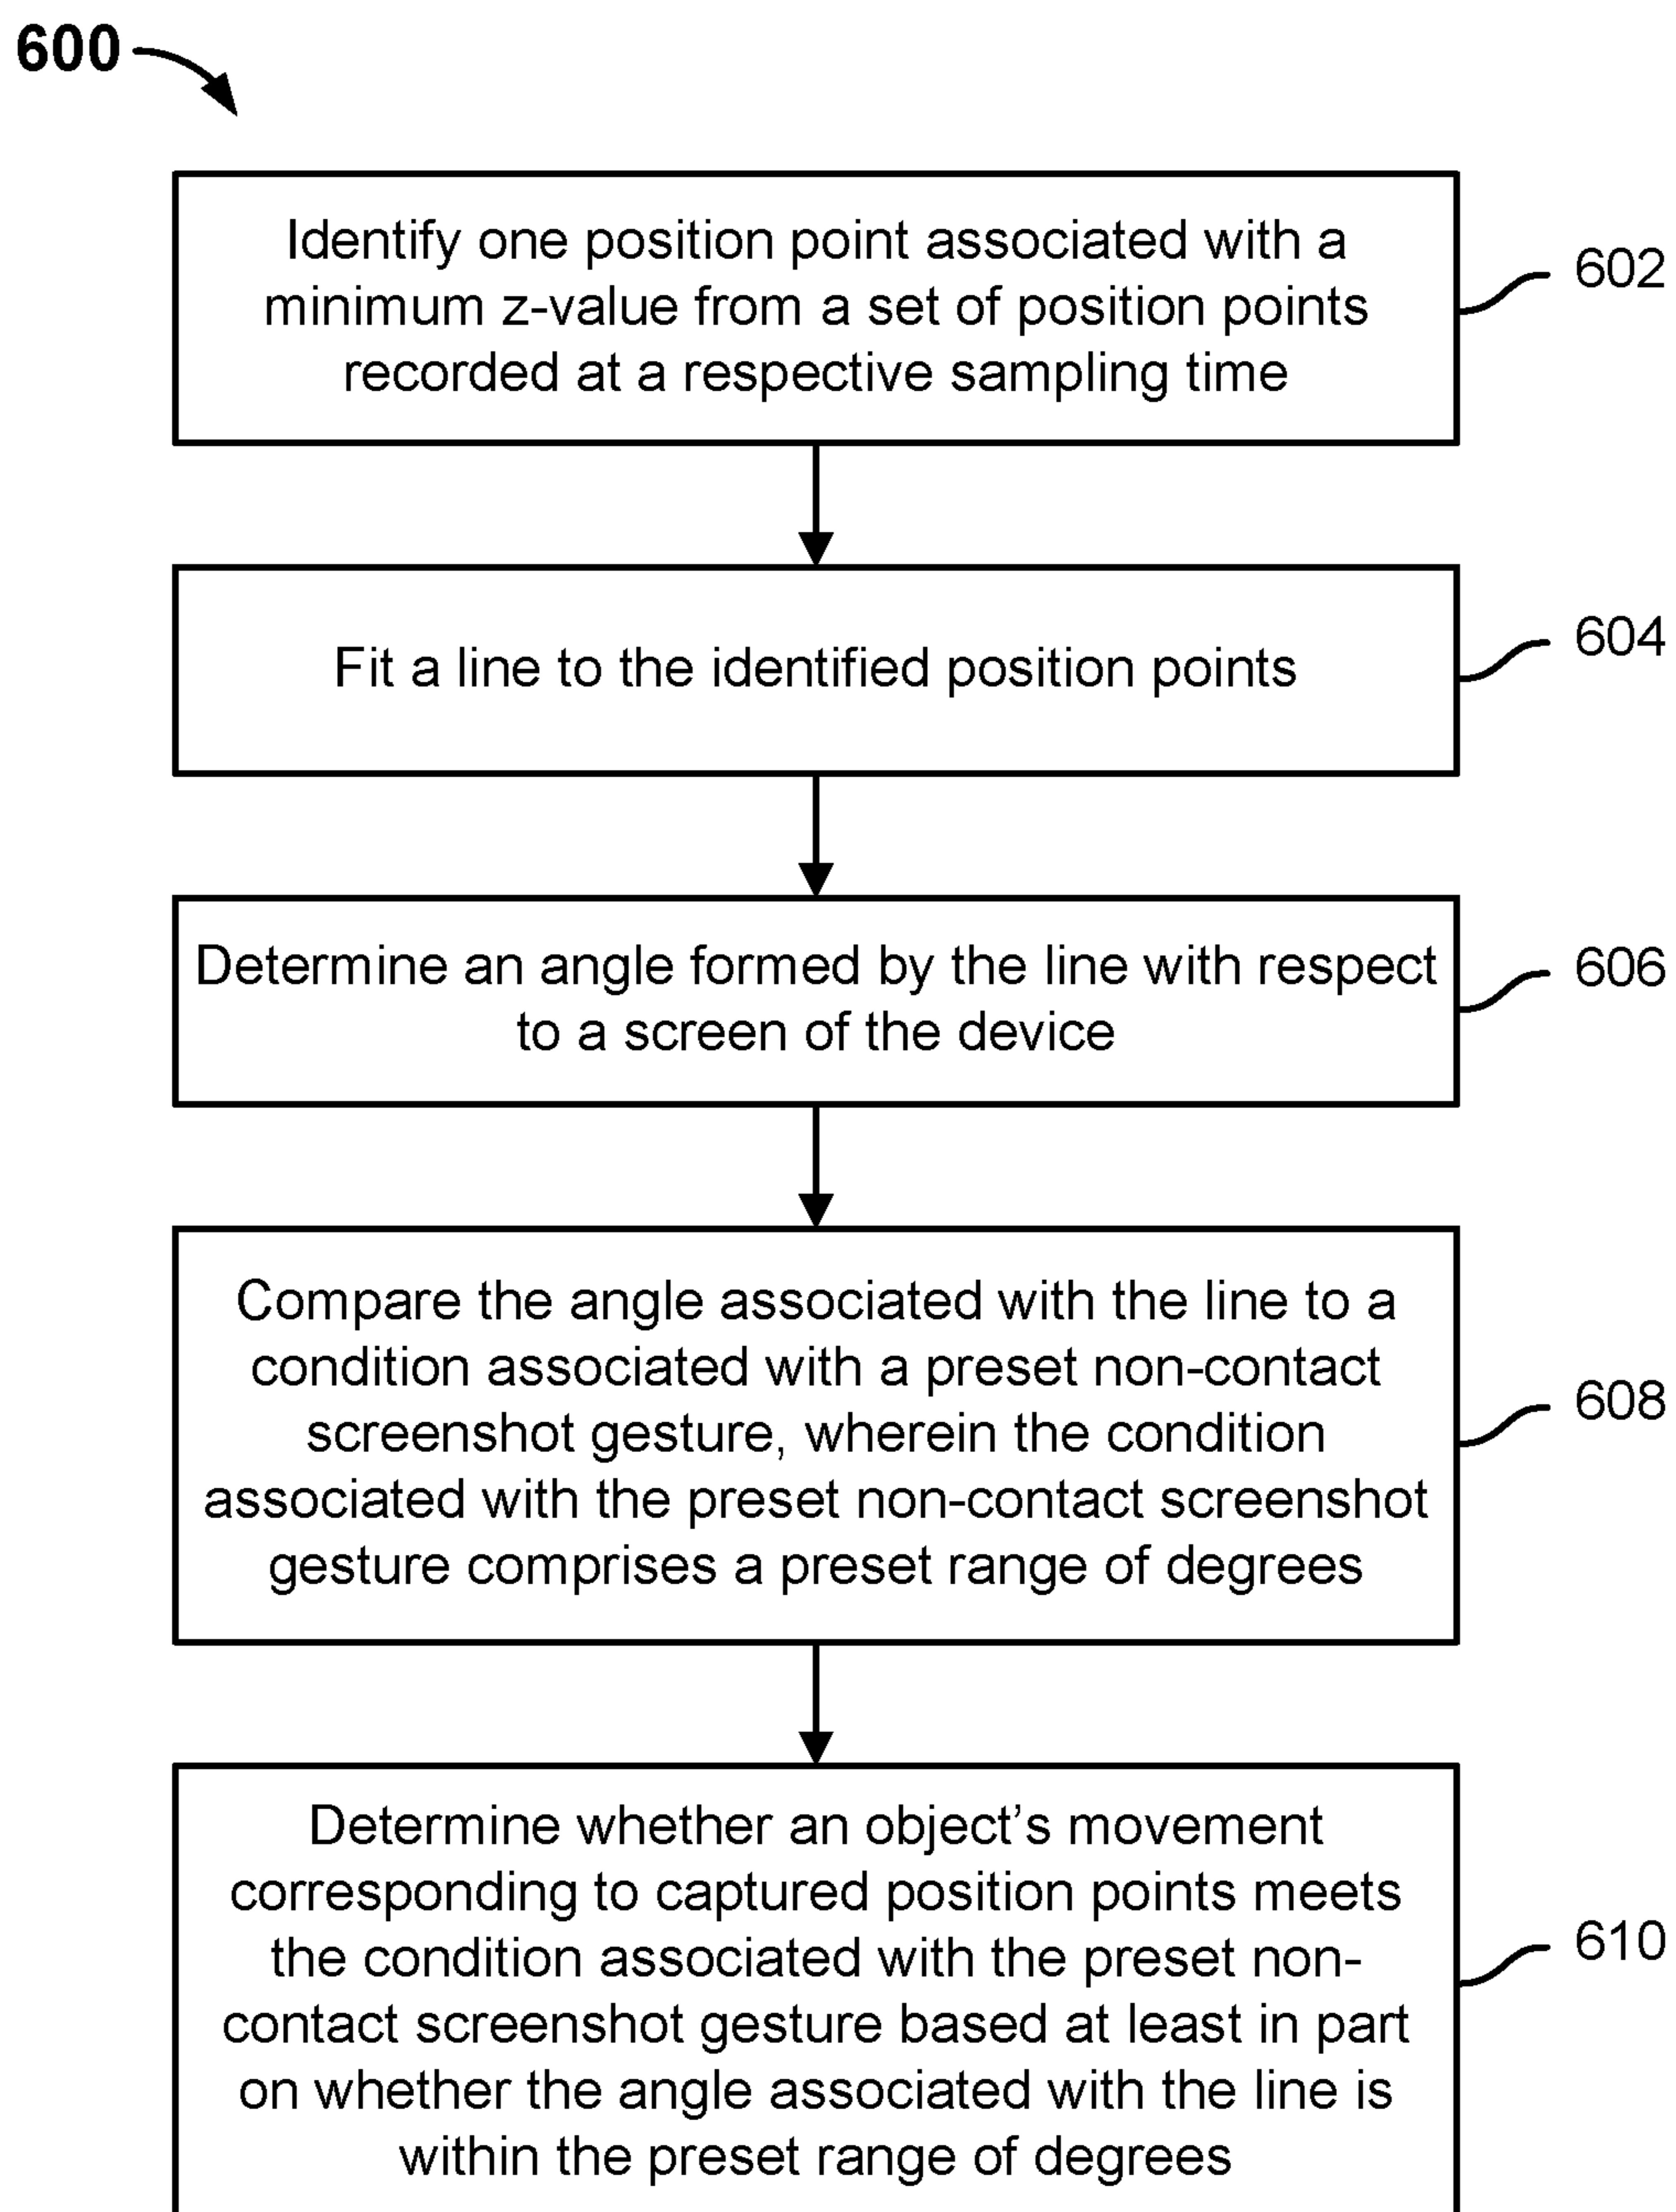 600
Identify one position point associated with a
minimum z-value from a set of position points
recorded at a respective sampling time
602
Fit a line to the identified position points
604
Determine an angle formed by the line with respect
to a screen of the device
606
Compare the angle associated with the line to a
condition associated with a preset non-contact
screenshot gesture, wherein the condition
associated with the preset non-contact screenshot
gesture comprises a preset range of degrees
608
Determine whether an object’s movement
corresponding to captured position points meets
the condition associated with the preset non-
contact screenshot gesture based at least in part
on whether the angle associated with the line is
within the preset range of degrees
610